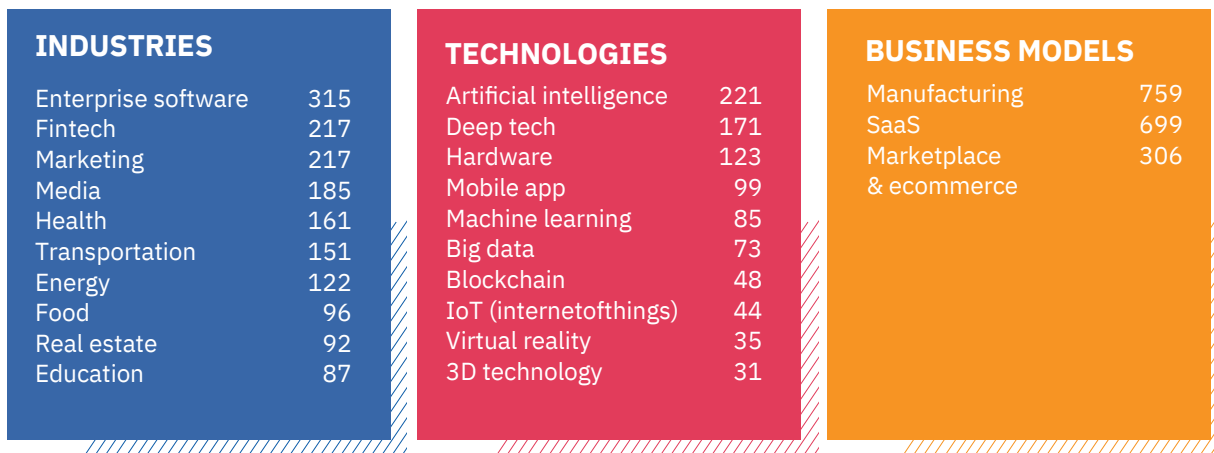 INDUSTRIES
Enterprise software 315
Fintech 217
Marketing 217
Media 185
Health 161
Transportation 151
Energy 122
Food 96
Real estate 92
Education 87
TECHNOLOGIES
Artificial intelligence 221
Deep tech 171
Hardware 123
Mobile app 99
Machine learning 85
Big data 73
Blockchain 48
IoT (internetofthings) 44
Virtual reality 35
3D technology 31
BUSINESS MODELS
Manufacturing 759
SaaS 699
Marketplace 306
& ecommerce